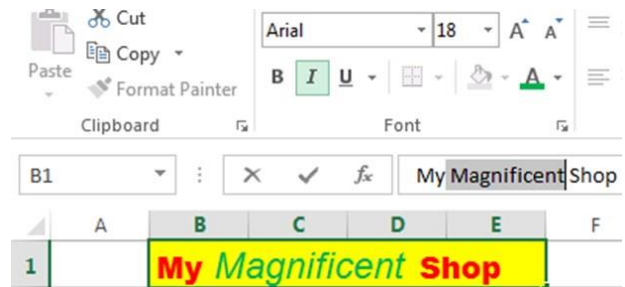 Cut
Copy
Paste
Format Painter
Clipboard
Arial 18 A A
B I U A
Font
B1 fx My Magnificent Shop
A B C D E F
1 My Magnificent Shop